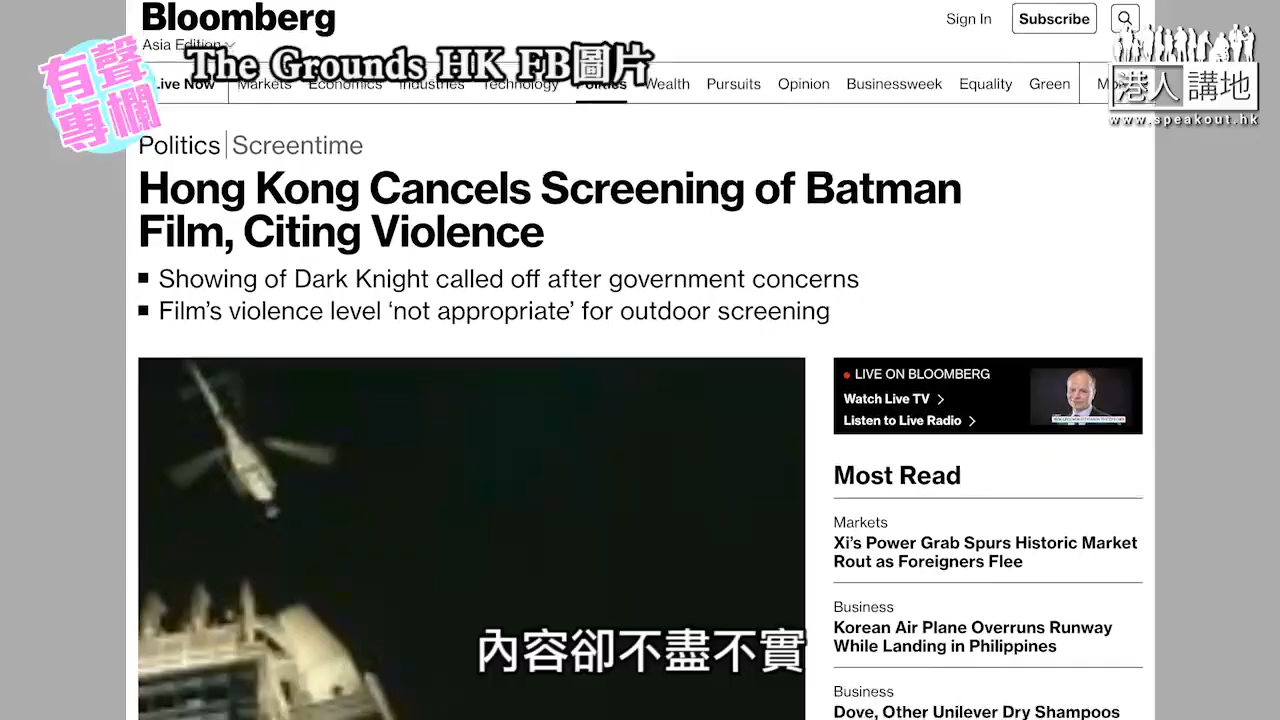 Bloomberg
Sign In
Subscribe
Asia Edition
The Grounds HK FB圖片
有聲專欄
港人講地
www.speakout.hk
Live Now
Markets
Economics
Industries
Technology
Politics
Wealth
Pursuits
Opinion
Businessweek
Equality
Green
Politics
Screentime
Hong Kong Cancels Screening of Batman
Film, Citing Violence
Showing of Dark Knight called off after government concerns
Film's violence level ‘not appropriate’ for outdoor screening
LIVE ON BLOOMBERG
Watch Live TV
Listen to Live Radio
Most Read
Markets
Xi's Power Grab Spurs Historic Market
Rout as Foreigners Flee
Business
Korean Air Plane Overruns Runway
While Landing in Philippines
Business
Dove, Other Unilever Dry Shampoos
內容卻不盡不實